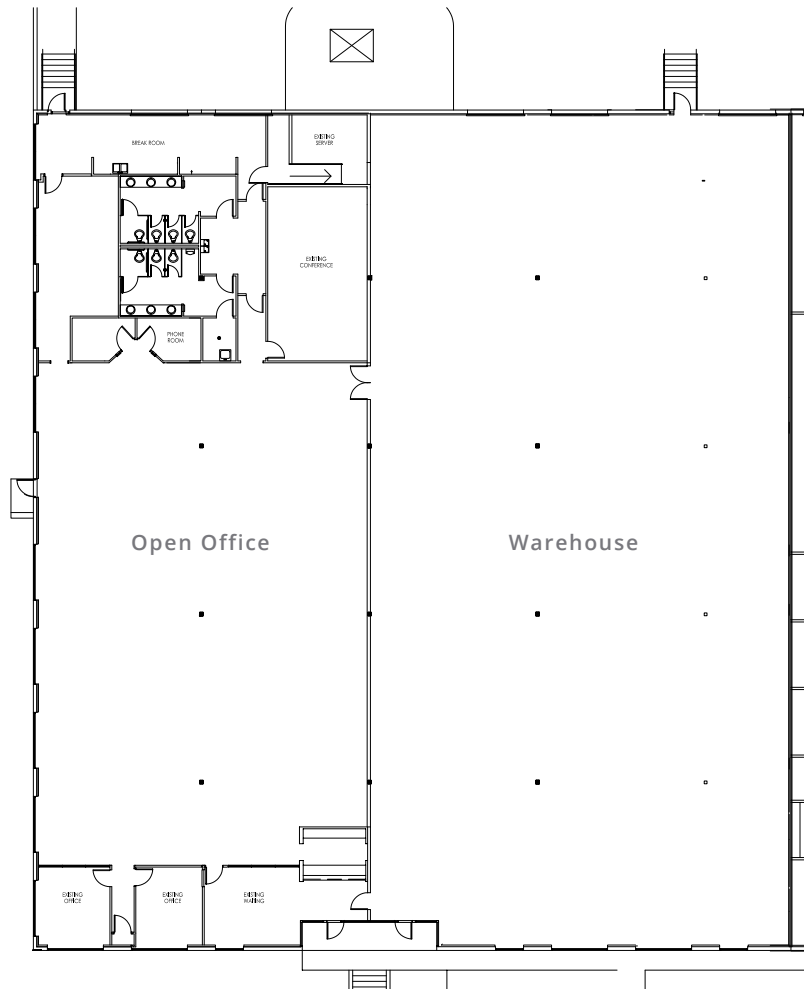 BREAK ROOM
EXISTING
SERVER
EXISTING
CONFERENCE
PHONE
ROOM
Open Office
Warehouse
EXISTING
OFFICE
EXISTING
OFFICE
EXISTING
WAITING